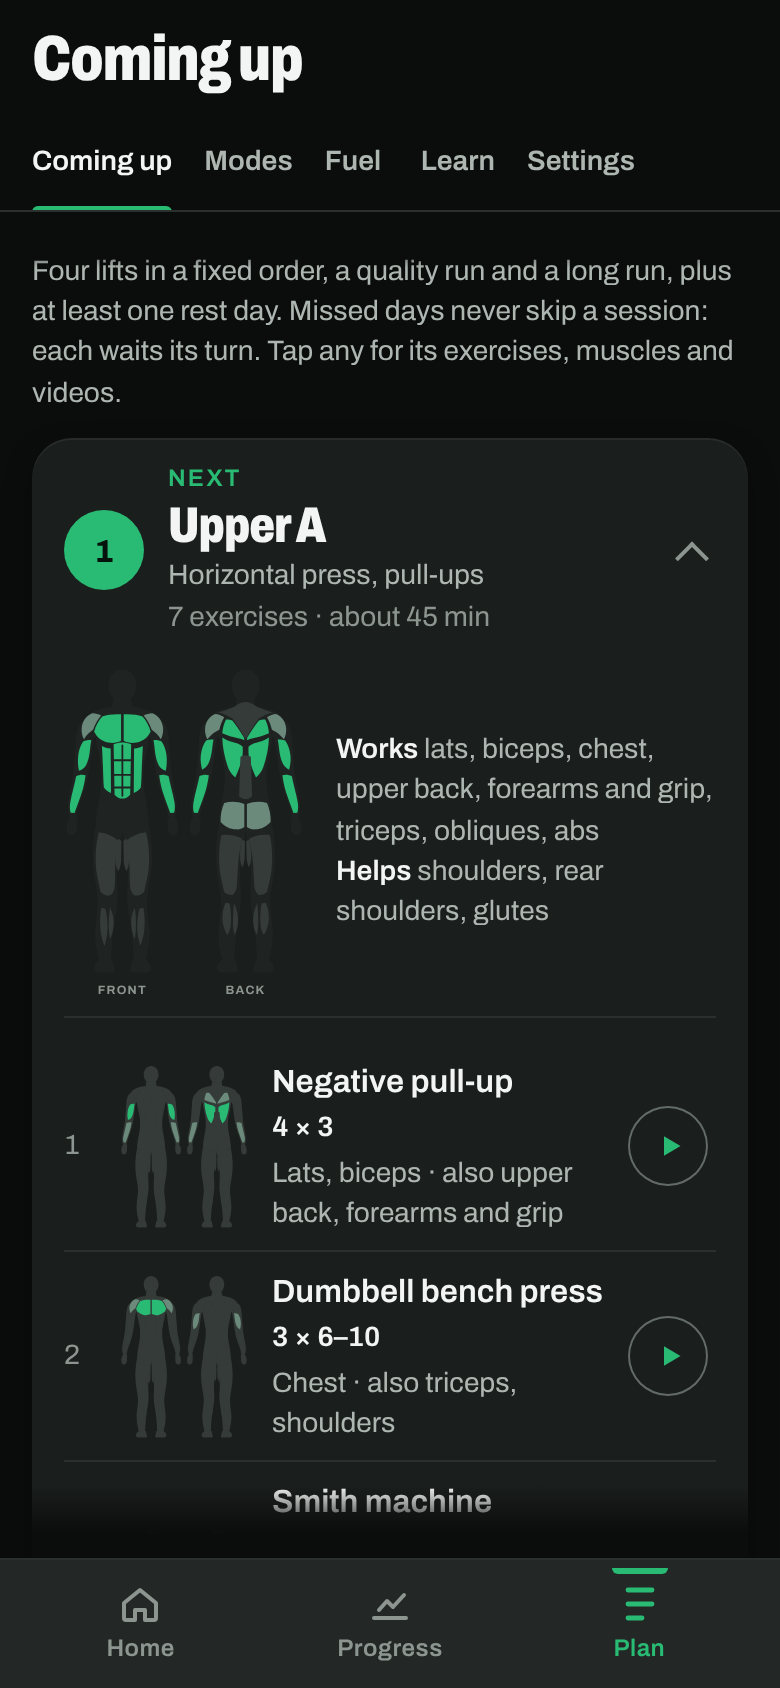 Coming up
Coming up Modes Fuel Learn Settings
Four lifts in a fixed order, a quality run and a long run, plus
at least one rest day. Missed days never skip a session:
each waits its turn. Tap any for its exercises, muscles and
videos.
NEXT
1
Upper A
Horizontal press, pull-ups
7 exercises · about 45 min
Works lats, biceps, chest,
upper back, forearms and grip,
triceps, obliques, abs
Helps shoulders, rear
shoulders, glutes
FRONT BACK
1
Negative pull-up
4 × 3
Lats, biceps · also upper
back, forearms and grip
2
Dumbbell bench press
3 × 6–10
Chest · also triceps,
shoulders
Smith machine
Home Progress Plan